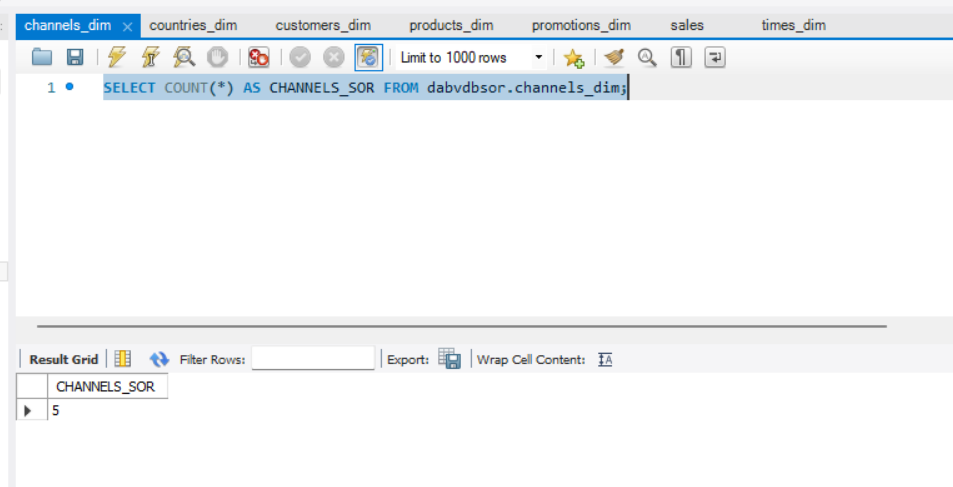 channels_dim × countries_dim customers_dim products_dim promotions_dim sales times_dim
Limit to 1000 rows
1 SELECT COUNT(*) AS CHANNELS_SOR FROM dabvdbsor.channels_dim;
Result Grid Filter Rows: Export: Wrap Cell Content: IA
CHANNELS_SOR
5